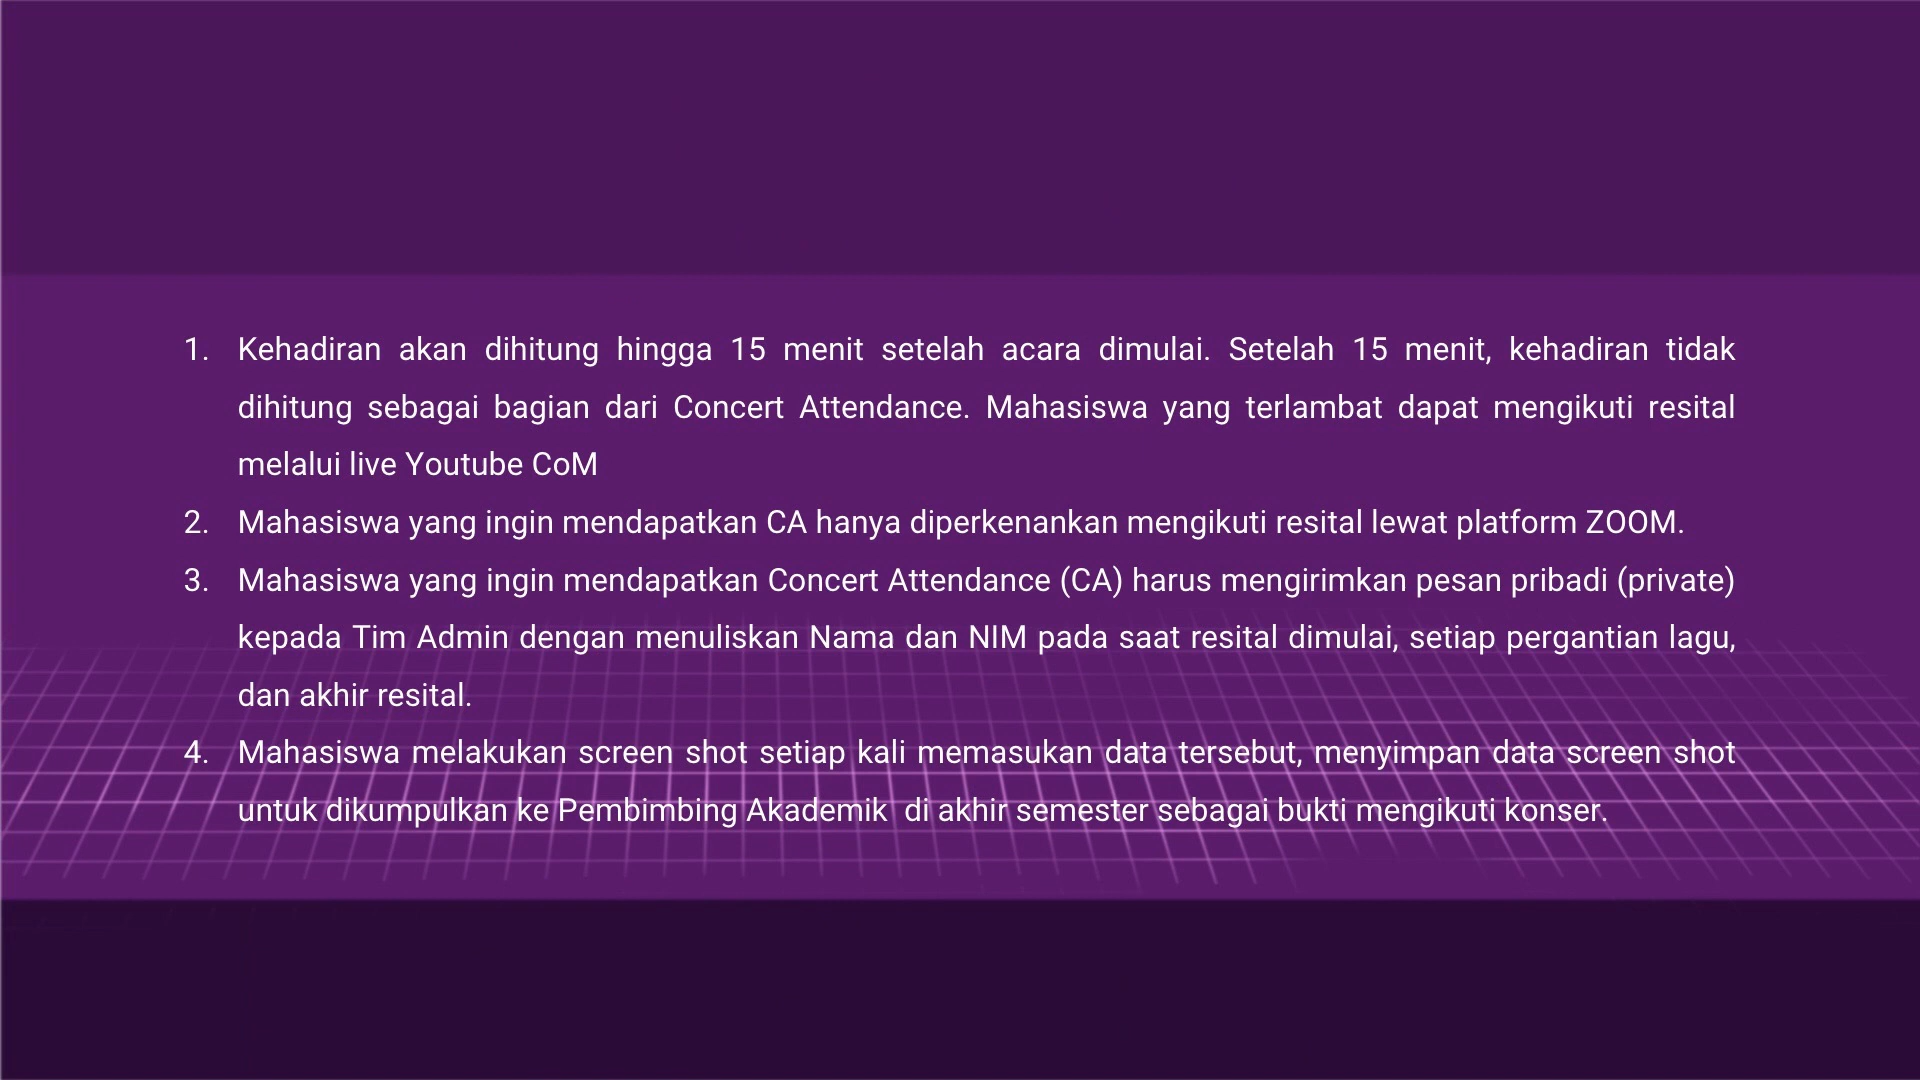 1. Kehadiran akan dihitung hingga 15 menit setelah acara dimulai. Setelah 15 menit, kehadiran tidak
dihitung sebagai bagian dari Concert Attendance. Mahasiswa yang terlambat dapat mengikuti resital
melalui live Youtube CoM
2. Mahasiswa yang ingin mendapatkan CA hanya diperkenankan mengikuti resital lewat platform ZOOM.
3. Mahasiswa yang ingin mendapatkan Concert Attendance (CA) harus mengirimkan pesan pribadi (private)
kepada Tim Admin dengan menuliskan Nama dan NIM pada saat resital dimulai, setiap pergantian lagu,
dan akhir resital.
4. Mahasiswa melakukan screen shot setiap kali memasukan data tersebut, menyimpan data screen shot
untuk dikumpulkan ke Pembimbing Akademik  di akhir semester sebagai bukti mengikuti konser.